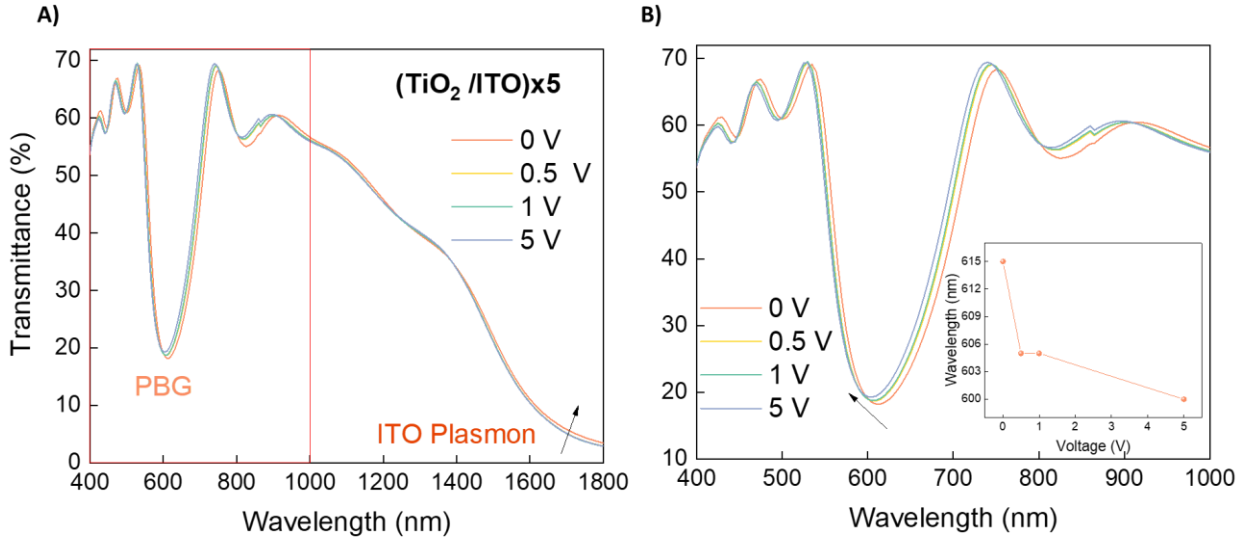 A)
(TiO2 /ITO)x5
0 V
0.5 V
1 V
5 V
PBG
ITO Plasmon
Transmittance (%)
70
60
50
40
30
20
10
0
400 600 800 1000 1200 1400 1600 1800
Wavelength (nm)
B)
70
60
50
40
30
20
10
0 V
0.5 V
1 V
5 V
Wavelength (nm)
615
612
609
606
603
600
0 1 2 3 4 5
Voltage (V)
400 500 600 700 800 900 1000
Wavelength (nm)